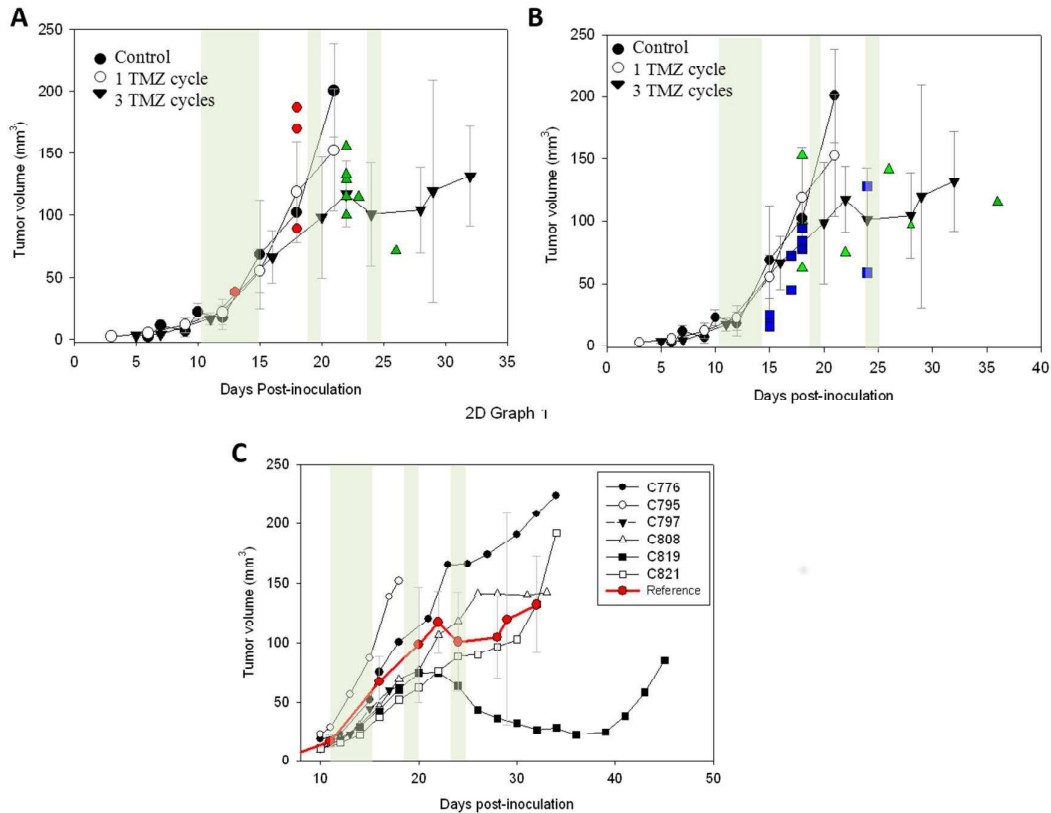 A
Control
1 TMZ cycle
3 TMZ cycles
Tumor volume (mm3)
250
200
150
100
50
0
0 5 10 15 20 25 30 35
Days Post-inoculation
B
Control
1 TMZ cycle
3 TMZ cycles
Tumor volume (mm3)
250
200
150
100
50
0
0 5 10 15 20 25 30 35 40
Days post-inoculation
2D Graph 1
C
C776
C795
C797
C808
C819
C821
Reference
Tumor volume (mm3)
250
200
150
100
50
0
10 20 30 40 50
Days post-inoculation